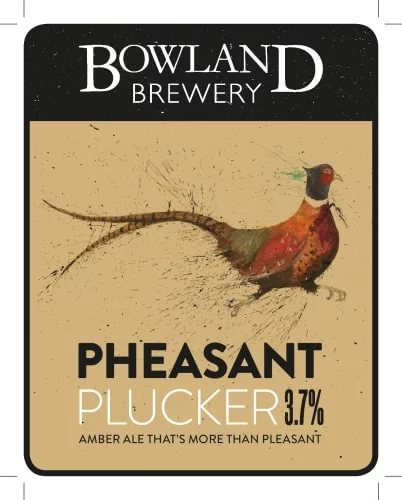 BOWLAND
BREWERY
PHEASANT
PLUCKER 3.7%
AMBER ALE THAT'S MORE THAN PLEASANT